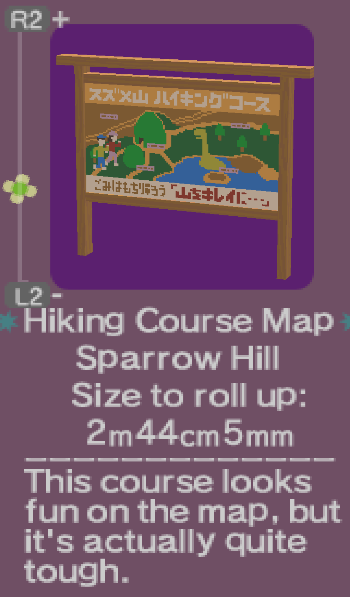 R2 +
スズメ山 ハイキングコース
ごみはもちかえろう 「山をキレイに…」
L2 -
Hiking Course Map
Sparrow Hill
Size to roll up:
2m44cm5mm
This course looks
fun on the map, but
it's actually quite
tough.